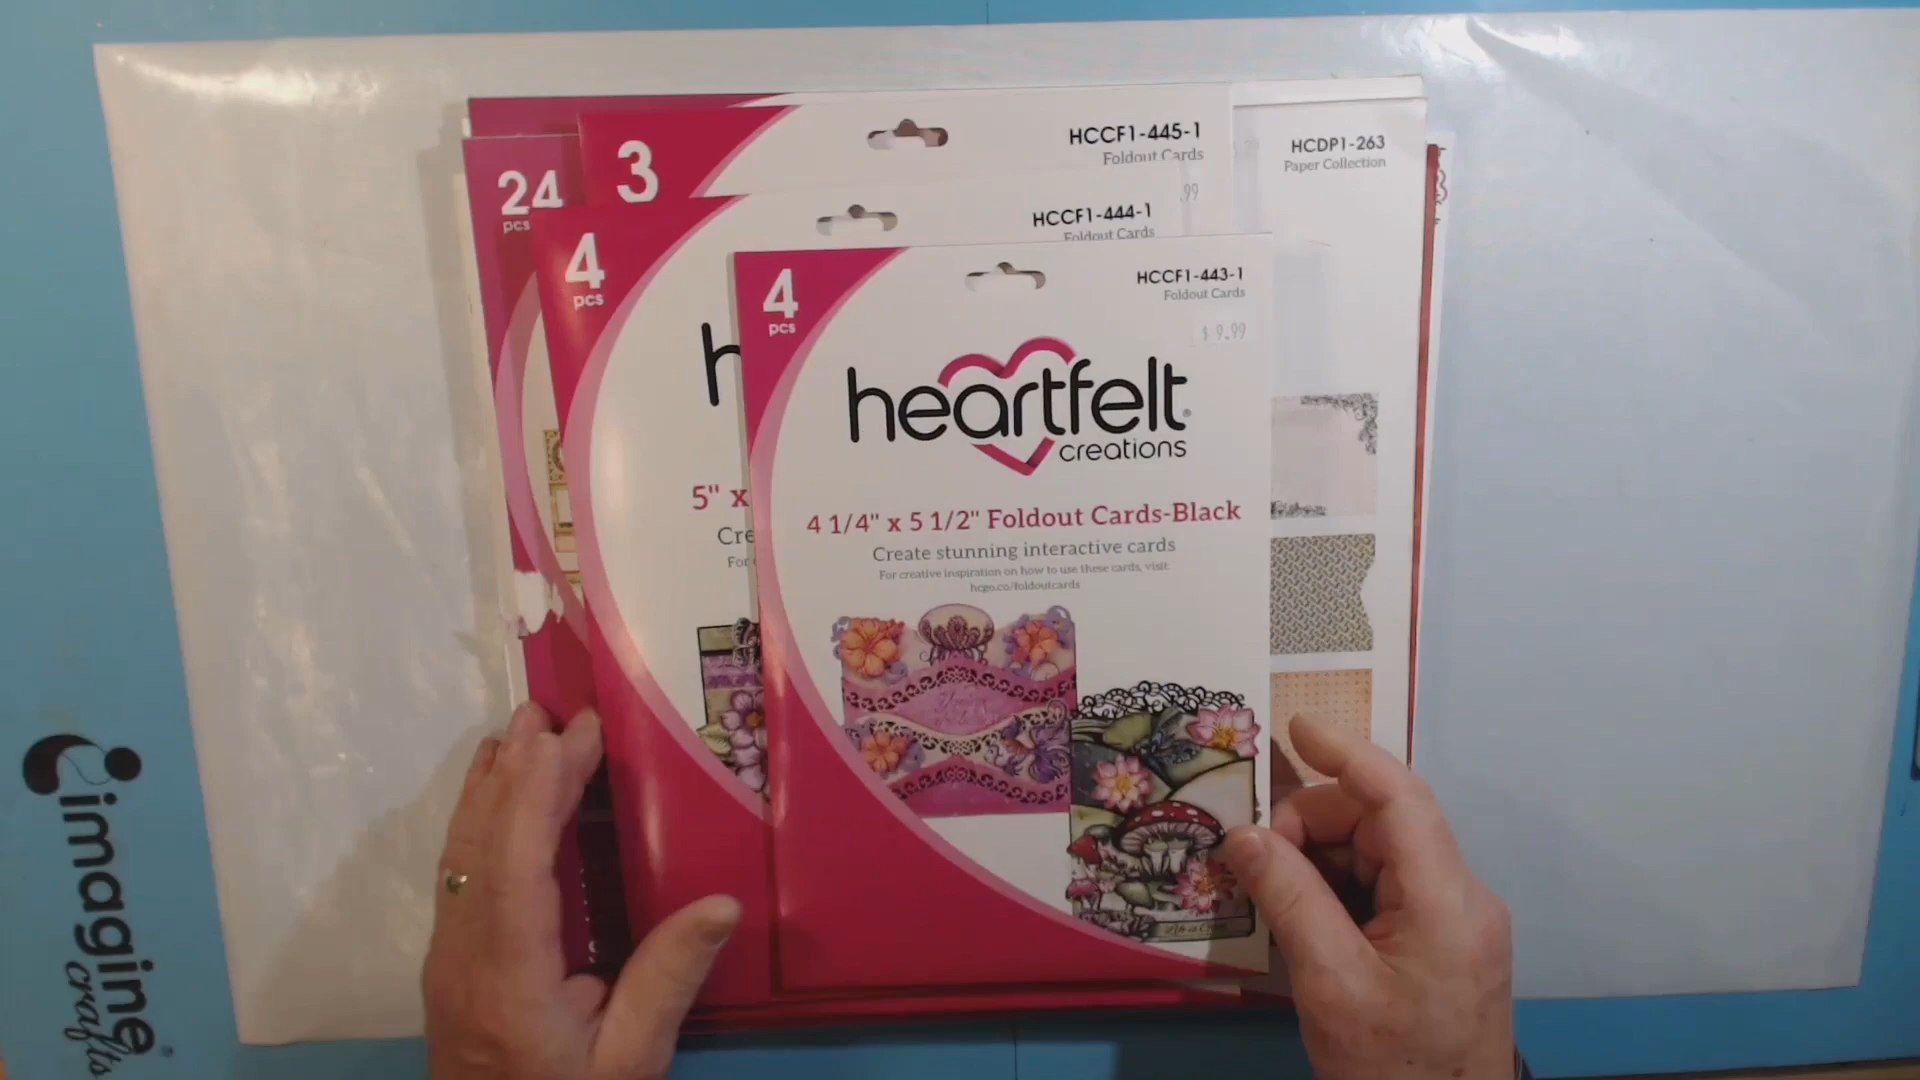 24
pcs
3
HCCF1-445-1
Foldout Cards
.99
HCDP1-263
Paper Collection
4
pcs
HCCF1-444-1
Foldout Cards
h
5" x
Cre
For
4
pcs
HCCF1-443-1
Foldout Cards
$ 9.99
heartfelt®
creations
4 1/4" x 5 1/2" Foldout Cards-Black
Create stunning interactive cards
For creative inspiration on how to use these cards, visit:
hcgo.co/foldoutcards
imagine
crafts®